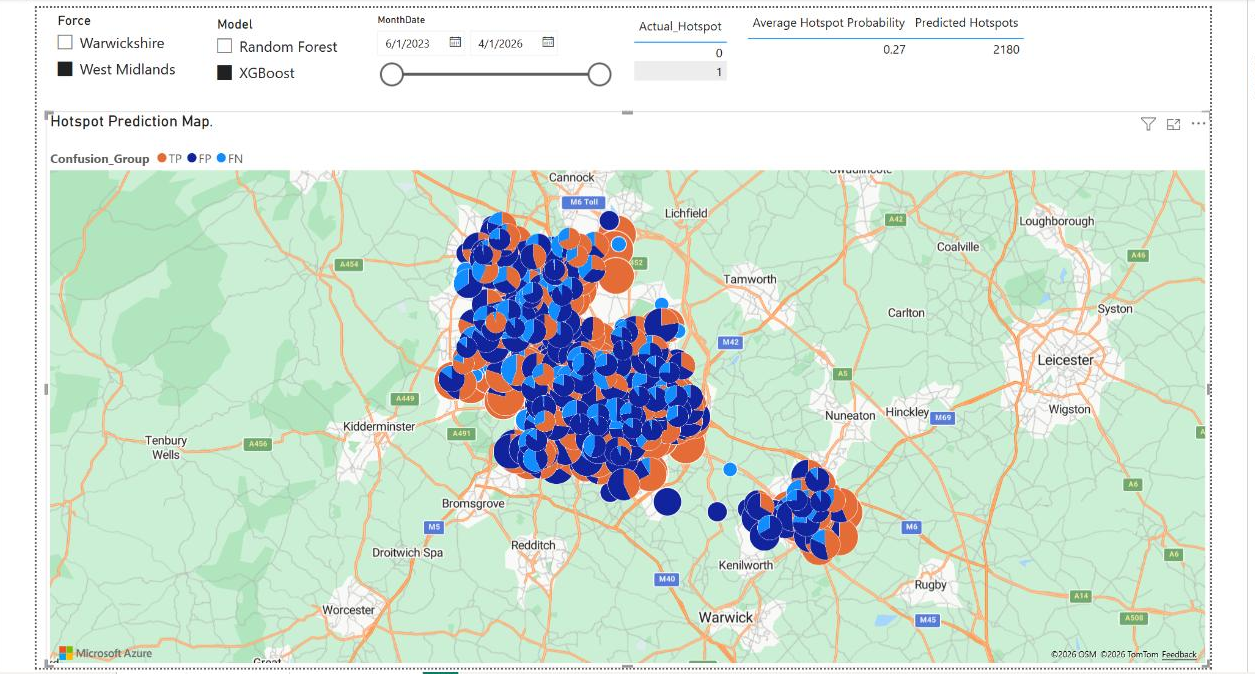 Force
Warwickshire
West Midlands
Model
Random Forest
XGBoost
MonthDate
6/1/2023
4/1/2026
Actual_Hotspot
0
1
Average Hotspot Probability Predicted Hotspots
0.27 2180
Hotspot Prediction Map.
Confusion_Group TP FP FN
Cannock
M6 Toll
Lichfield
A42
Loughborough
Coalville
A46
A454
Tamworth
Carlton
Syston
M42
Leicester
A5
A449
Nuneaton
Hinckley
M69
Wigston
Kidderminster
A491
Tenbury
Wells
A456
A6
Bromsgrove
M5
M6
Redditch
Droitwich Spa
A6
Kenilworth
M40
Rugby
A14
Worcester
Warwick
M45
A508
Microsoft Azure
©2026 OSM ©2026 TomTom Feedback